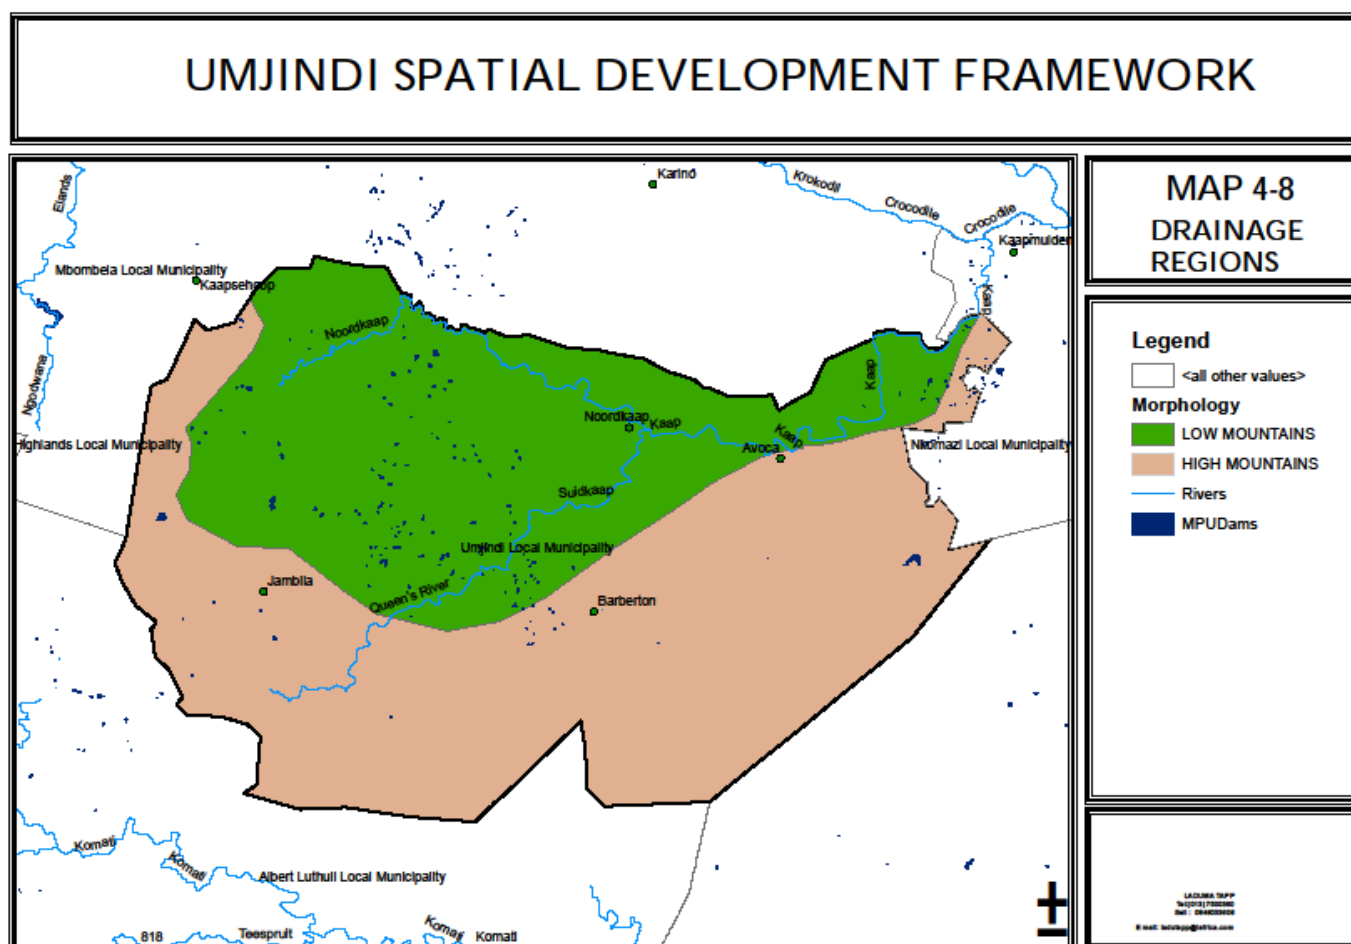 UMJINDI SPATIAL DEVELOPMENT FRAMEWORK
MAP 4-8
DRAINAGE
REGIONS
Legend
<all other values>
Morphology
LOW MOUNTAINS
HIGH MOUNTAINS
Rivers
MPUDams
Elands
Karino
Krokodil
Crocodile
Crocodile
Kaapmuiden
Mbombela Local Municipality
Kaapsehoop
Kaap
Noordkaap
Ngodwana
Kaap
Noordkaap
Kaap
Kaap
Avoca
ighlands Local Municipality
Nkomazi Local Municipality
Suidkaap
Umjindi Local Municipality
Jambila
Queen's River
Barberton
Komati
Komati
Albert Luthuli Local Municipality
Komati
Komati
818
Teespruit
LADUMA TAPP